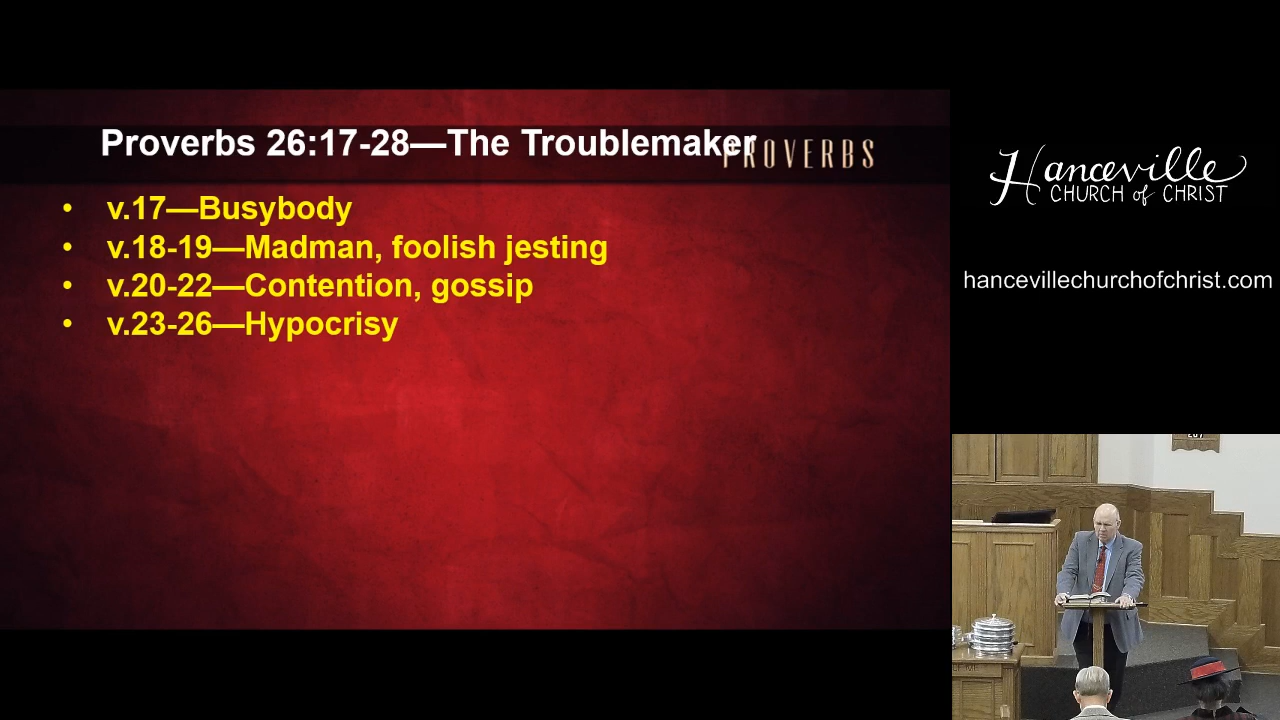 Proverbs 26:17-28—The Troublemaker
PROVERBS
• v.17—Busybody
• v.18-19—Madman, foolish jesting
• v.20-22—Contention, gossip
• v.23-26—Hypocrisy
Hanceville
CHURCH of CHRIST
hancevillechurchofchrist.com